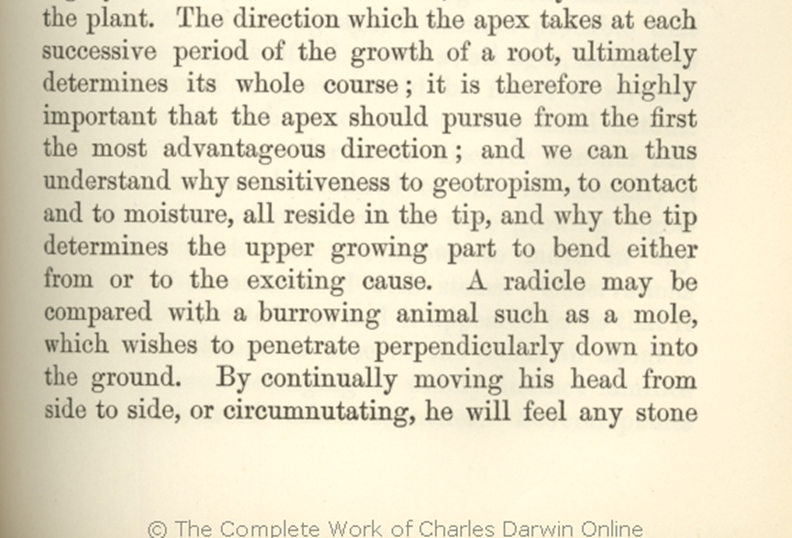 the plant. The direction which the apex takes at each
successive period of the growth of a root, ultimately
determines its whole course; it is therefore highly
important that the apex should pursue from the first
the most advantageous direction; and we can thus
understand why sensitiveness to geotropism, to contact
and to moisture, all reside in the tip, and why the tip
determines the upper growing part to bend either
from or to the exciting cause. A radicle may be
compared with a burrowing animal such as a mole,
which wishes to penetrate perpendicularly down into
the ground. By continually moving his head from
side to side, or circumnutating, he will feel any stone
© The Complete Work of Charles Darwin Online